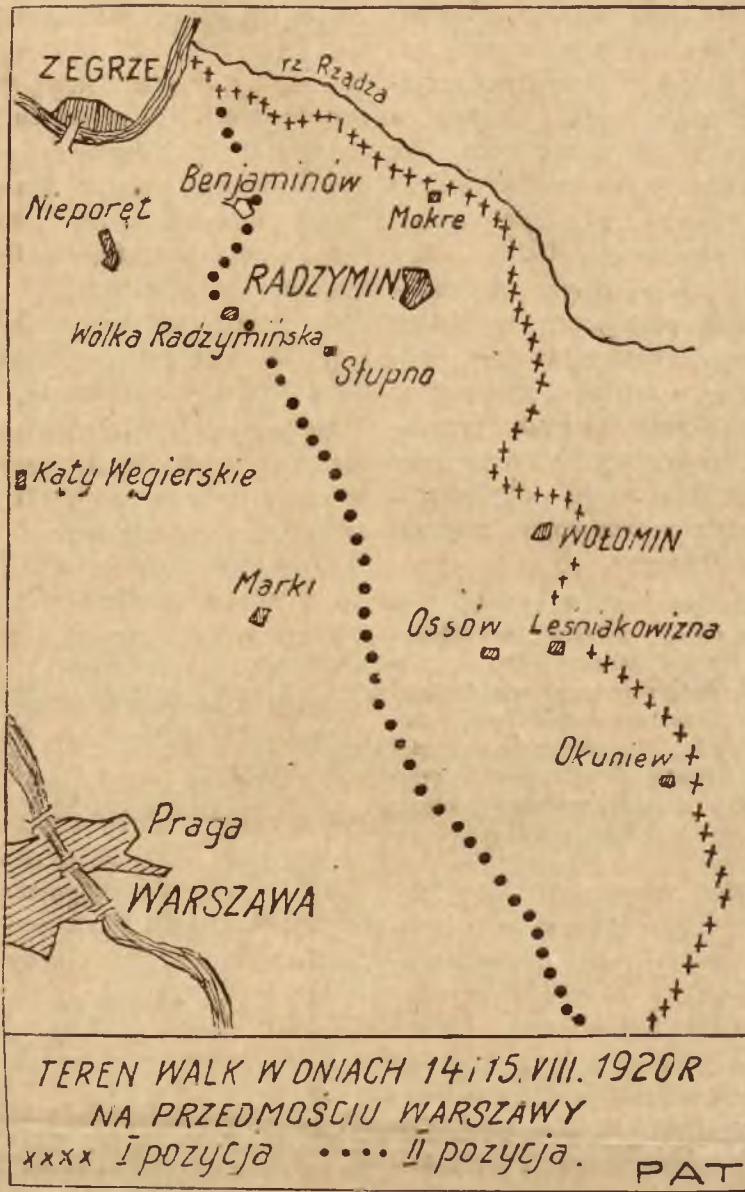 ZEGRZE
rz. Rządza
Benjaminów
Nieporęt
Mokre
RADZYMIN
Wólka Radzymińska
Słupno
Kąty Węgierskie
WOŁOMIN
Marki
Ossów
Leśniakowizna
Okuniew
Praga
WARSZAWA
TEREN WALK W DNIACH 14 i 15. VIII. 1920 R
NA PRZEDMOŚCIU WARSZAWY
xxxx I pozycja •••• II pozycja.
PAT